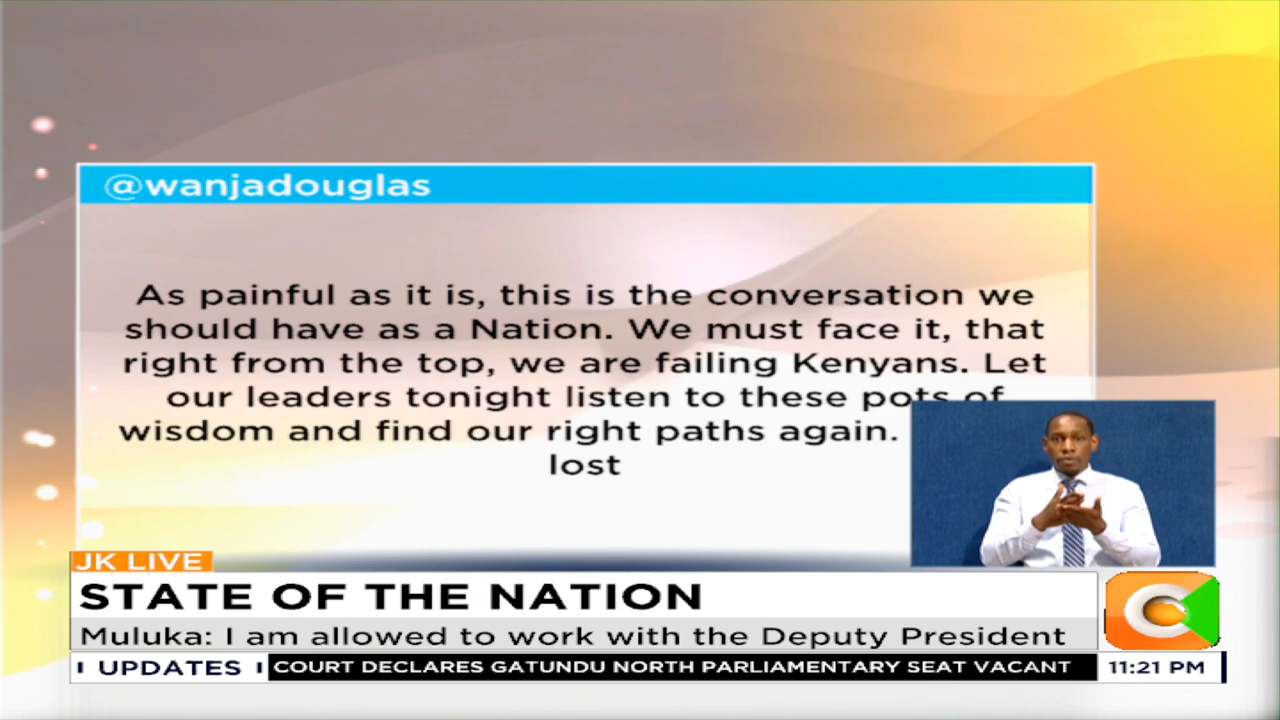 @wanjadouglas
As painful as it is, this is the conversation we
should have as a Nation. We must face it, that
right from the top, we are failing Kenyans. Let
our leaders tonight listen to these pots of
wisdom and find our right paths again.
lost
JK LIVE
STATE OF THE NATION
Muluka: I am allowed to work with the Deputy President
UPDATES COURT DECLARES GATUNDU NORTH PARLIAMENTARY SEAT VACANT 11:21 PM